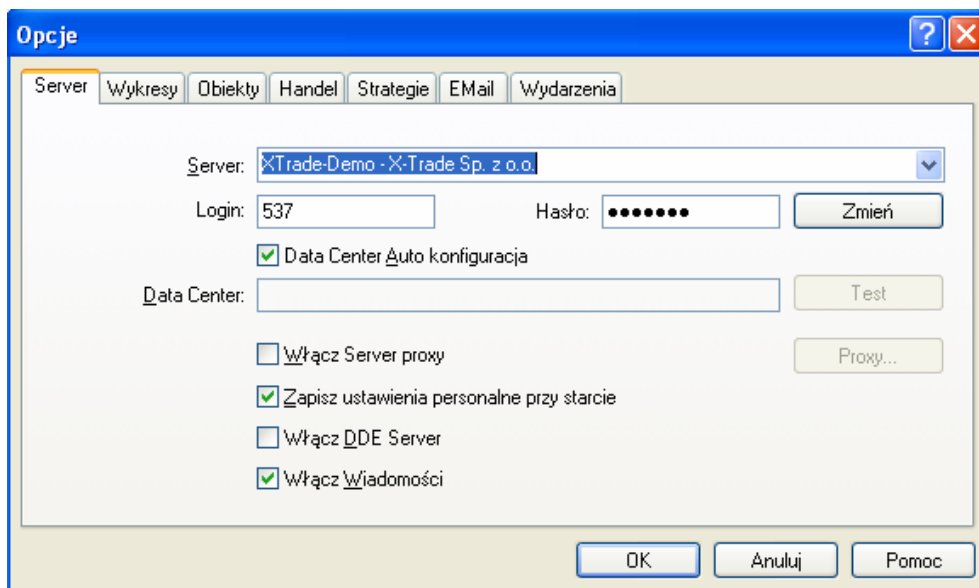 Opcje
Server Wykresy Obiekty Handel Strategie EMail Wydarzenia
Server: XTrade-Demo - X-Trade Sp. z o.o.
Login: 537 Hasło: ●●●●●●● Zmień
Data Center Auto konfiguracja
Data Center: Test
Włącz Server proxy Proxy...
Zapisz ustawienia personalne przy starcie
Włącz DDE Server
Włącz Wiadomości
OK Anuluj Pomoc